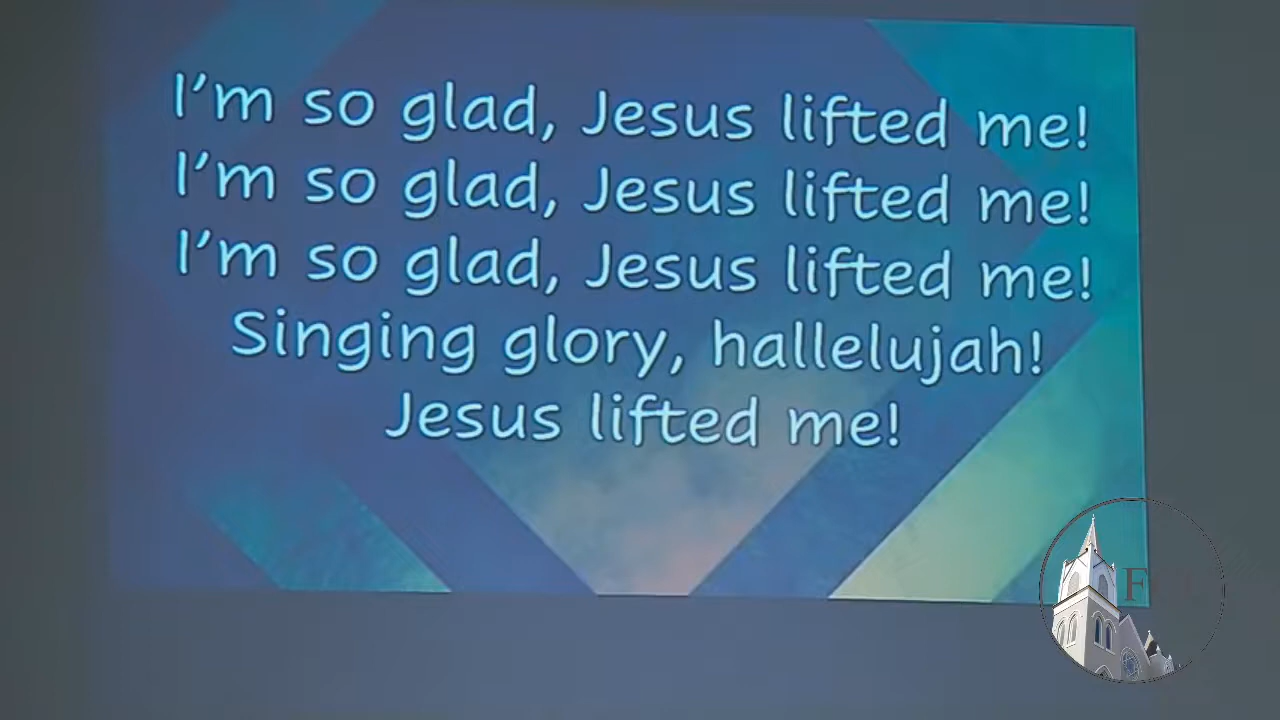 I'm so glad, Jesus lifted me!
I'm so glad, Jesus lifted me!
I'm so glad, Jesus lifted me!
Singing glory, hallelujah!
Jesus lifted me!
F